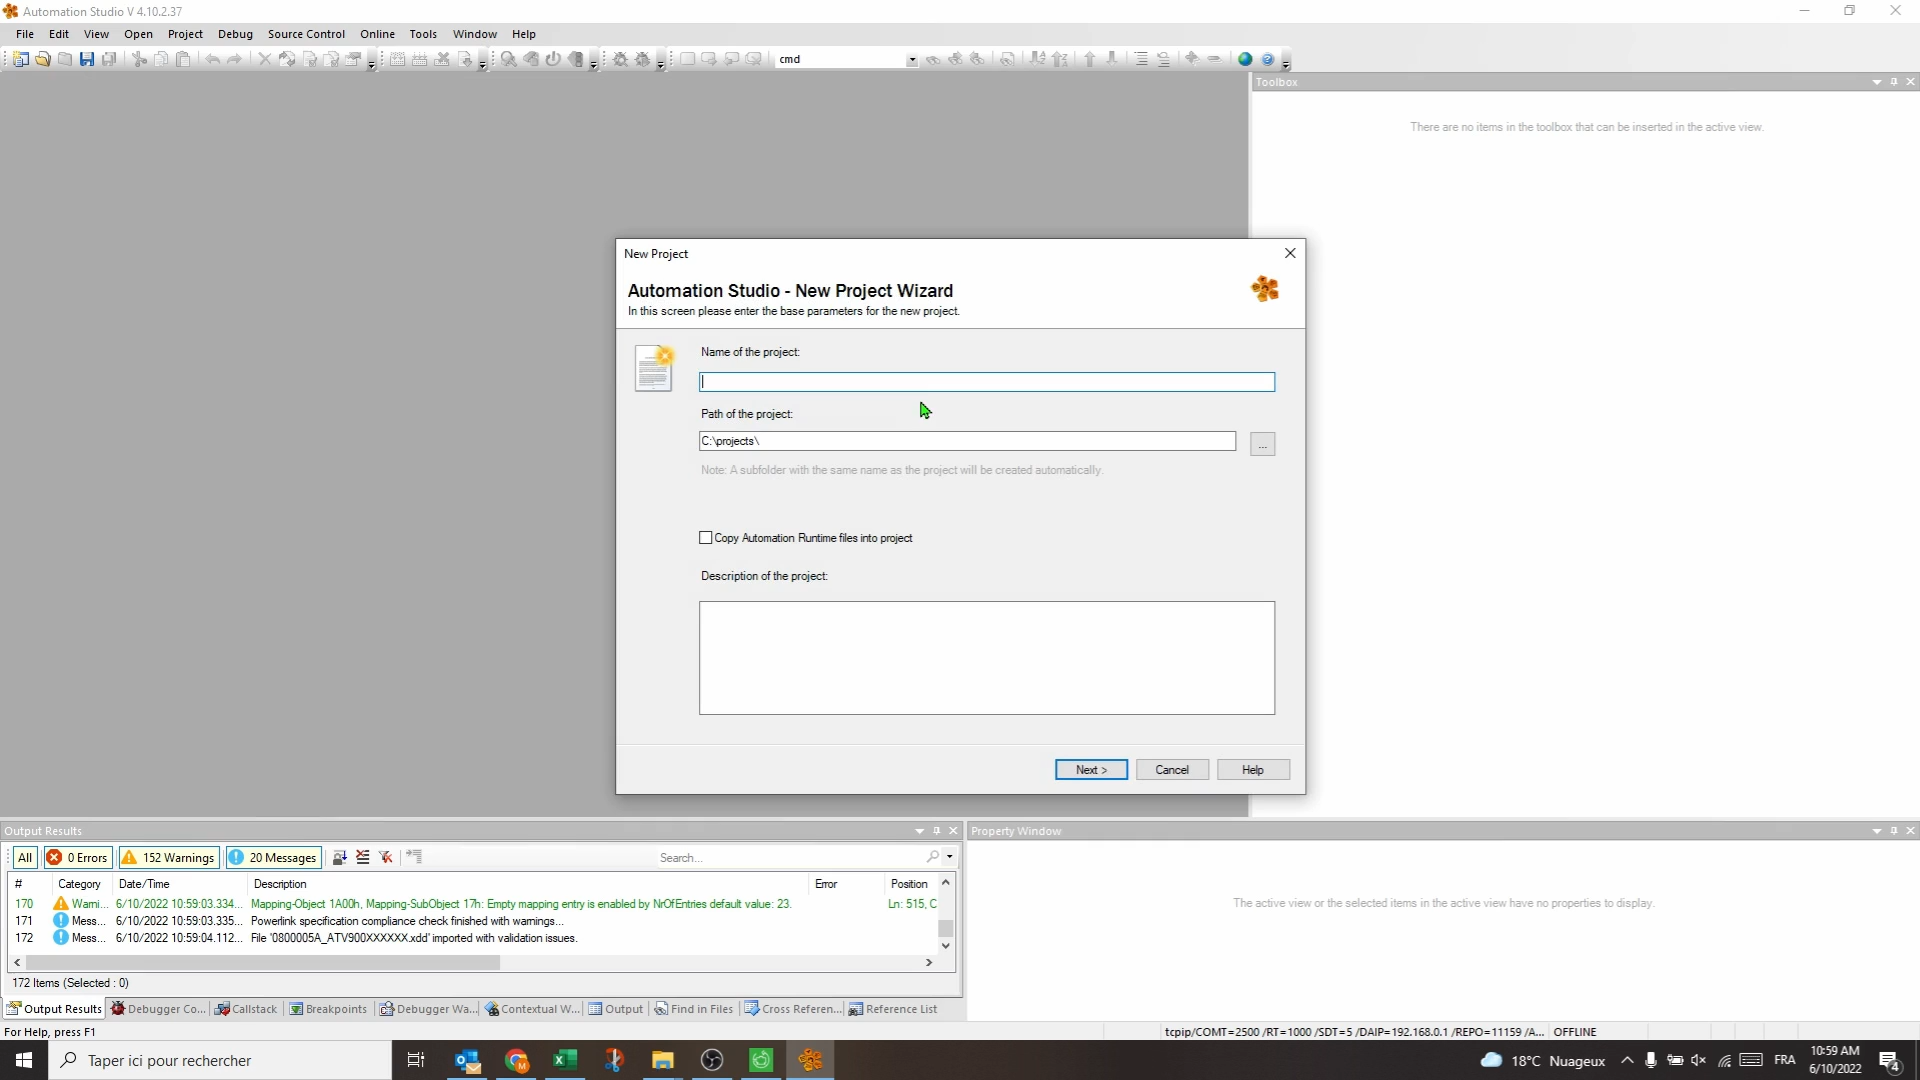 Automation Studio V 4.10.2.37
File Edit View Open Project Debug Source Control Online Tools Window Help
cmd
Toolbox
There are no items in the toolbox that can be inserted in the active view.
New Project
Automation Studio - New Project Wizard
In this screen please enter the base parameters for the new project.
Name of the project:
Path of the project:
C:\projects\
...
Note: A subfolder with the same name as the project will be created automatically.
Copy Automation Runtime files into project
Description of the project:
Next > Cancel Help
Output Results
Property Window
All 0 Errors 152 Warnings 20 Messages Search...
# Category Date/Time Description Error Position
170 Warni... 6/10/2022 10:59:03.334... Mapping-Object 1A00h, Mapping-SubObject 17h: Empty mapping entry is enabled by NrOfEntries default value: 23. Ln: 515, C
171 Mess... 6/10/2022 10:59:03.335... Powerlink specification compliance check finished with warnings...
172 Mess... 6/10/2022 10:59:04.112... File '0800005A_ATV900XXXXXX.xdd' imported with validation issues.
The active view or the selected items in the active view have no properties to display.
172 Items (Selected : 0)
Output Results Debugger Co... Callstack Breakpoints Debugger Wa... Contextual W... Output Find in Files Cross Referen... Reference List
For Help, press F1
tcpip/COMT=2500 /RT=1000 /SDT=5 /DAIP=192.168.0.1 /REPO=11159 /A... OFFLINE
Taper ici pour rechercher
18°C Nuageux
FRA
10:59 AM
6/10/2022
4